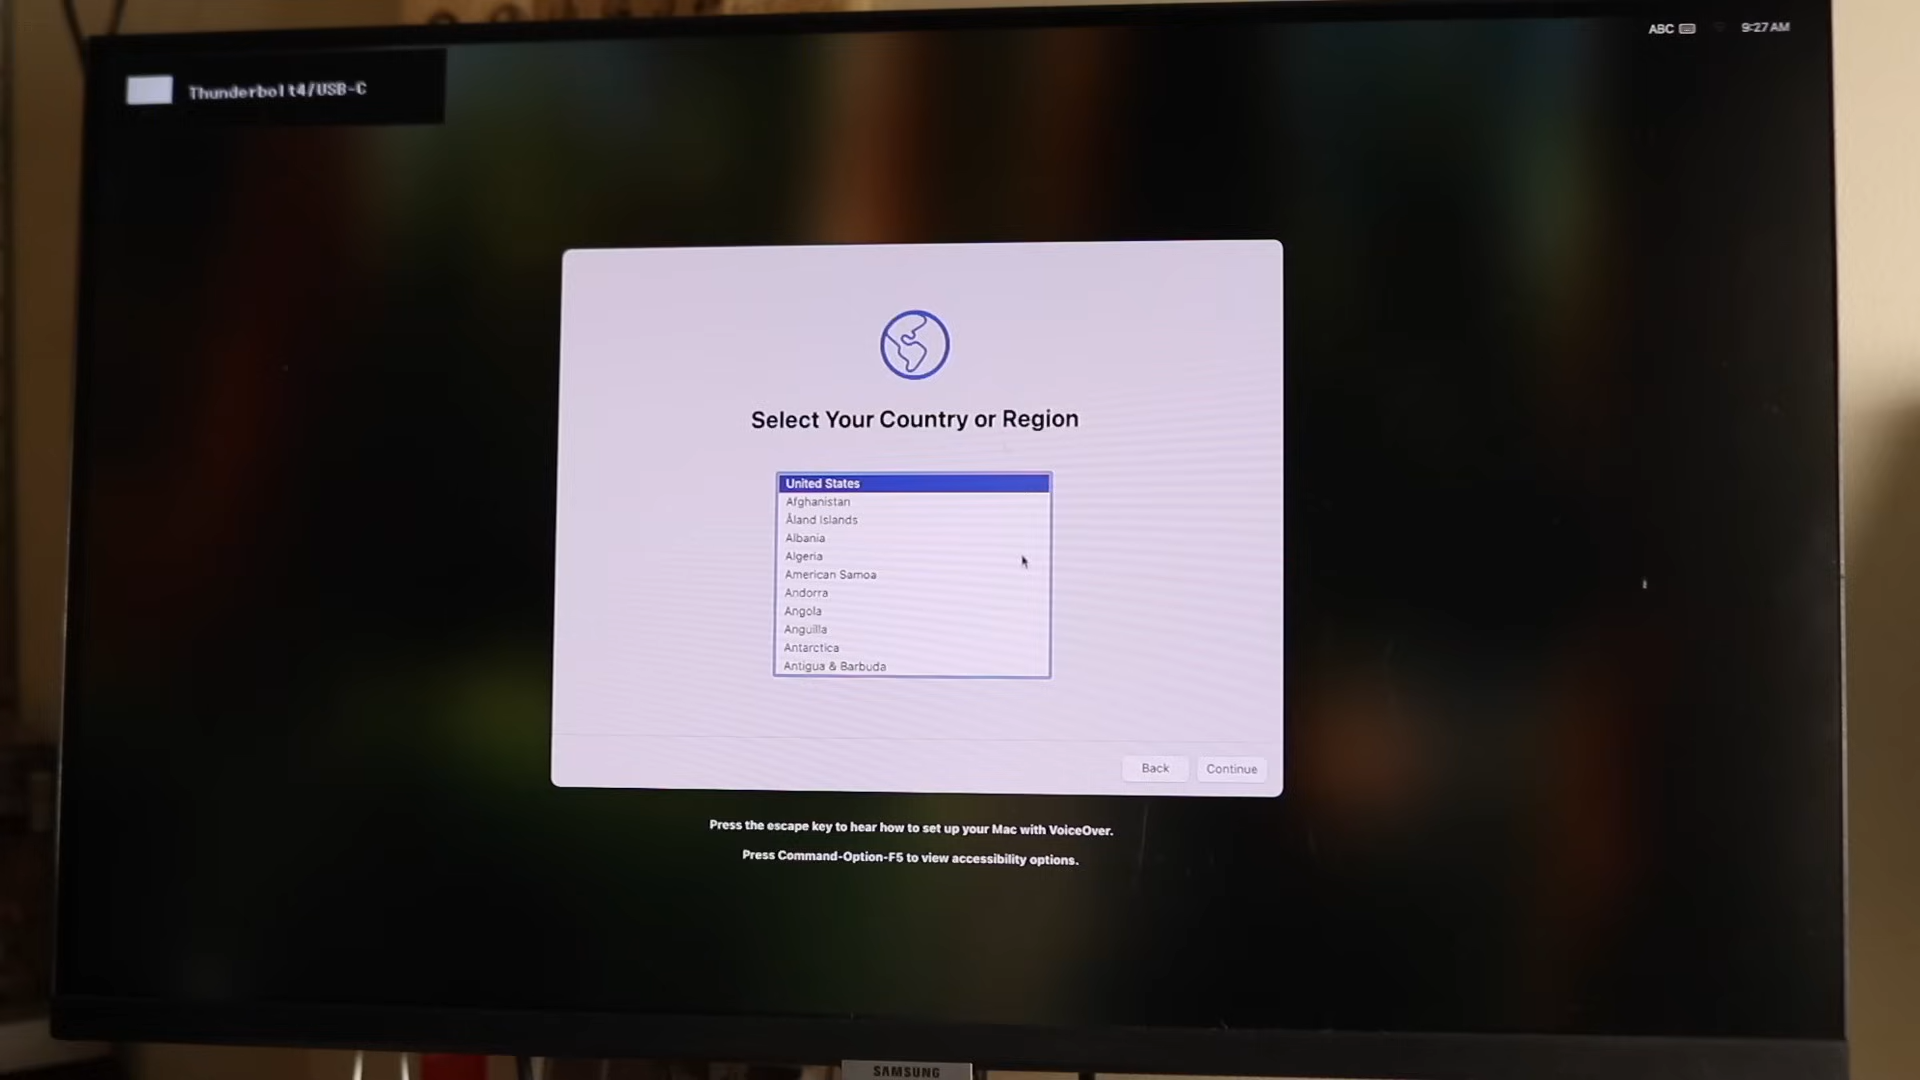 ABC 9:27 AM
Thunderbolt4/USB-C
Select Your Country or Region
United States
Afghanistan
Åland Islands
Albania
Algeria
American Samoa
Andorra
Angola
Anguilla
Antarctica
Antigua & Barbuda
Back Continue
Press the escape key to hear how to set up your Mac with VoiceOver.
Press Command-Option-F5 to view accessibility options.
SAMSUNG